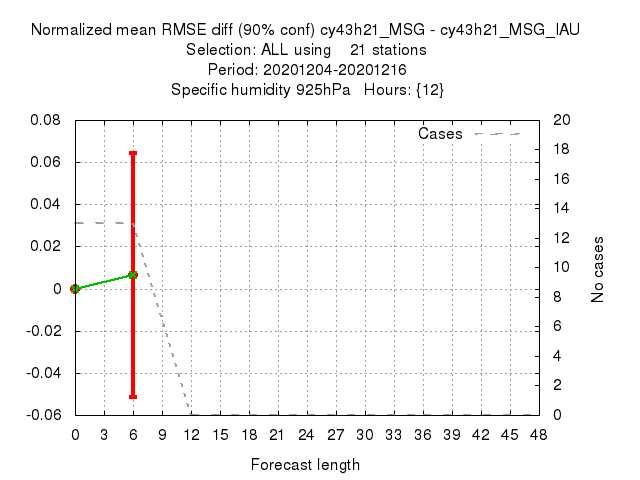 Normalized mean RMSE diff (90% conf) cy43h21_MSG - cy43h21_MSG_IAU
Selection: ALL using    21 stations
Period: 20201204-20201216
Specific humidity 925hPa   Hours: {12}
Cases
0.08
0.06
0.04
0.02
0
-0.02
-0.04
-0.06
20
18
16
14
12
10
8
6
4
2
0
No cases
0 3 6 9 12 15 18 21 24 27 30 33 36 39 42 45 48
Forecast length